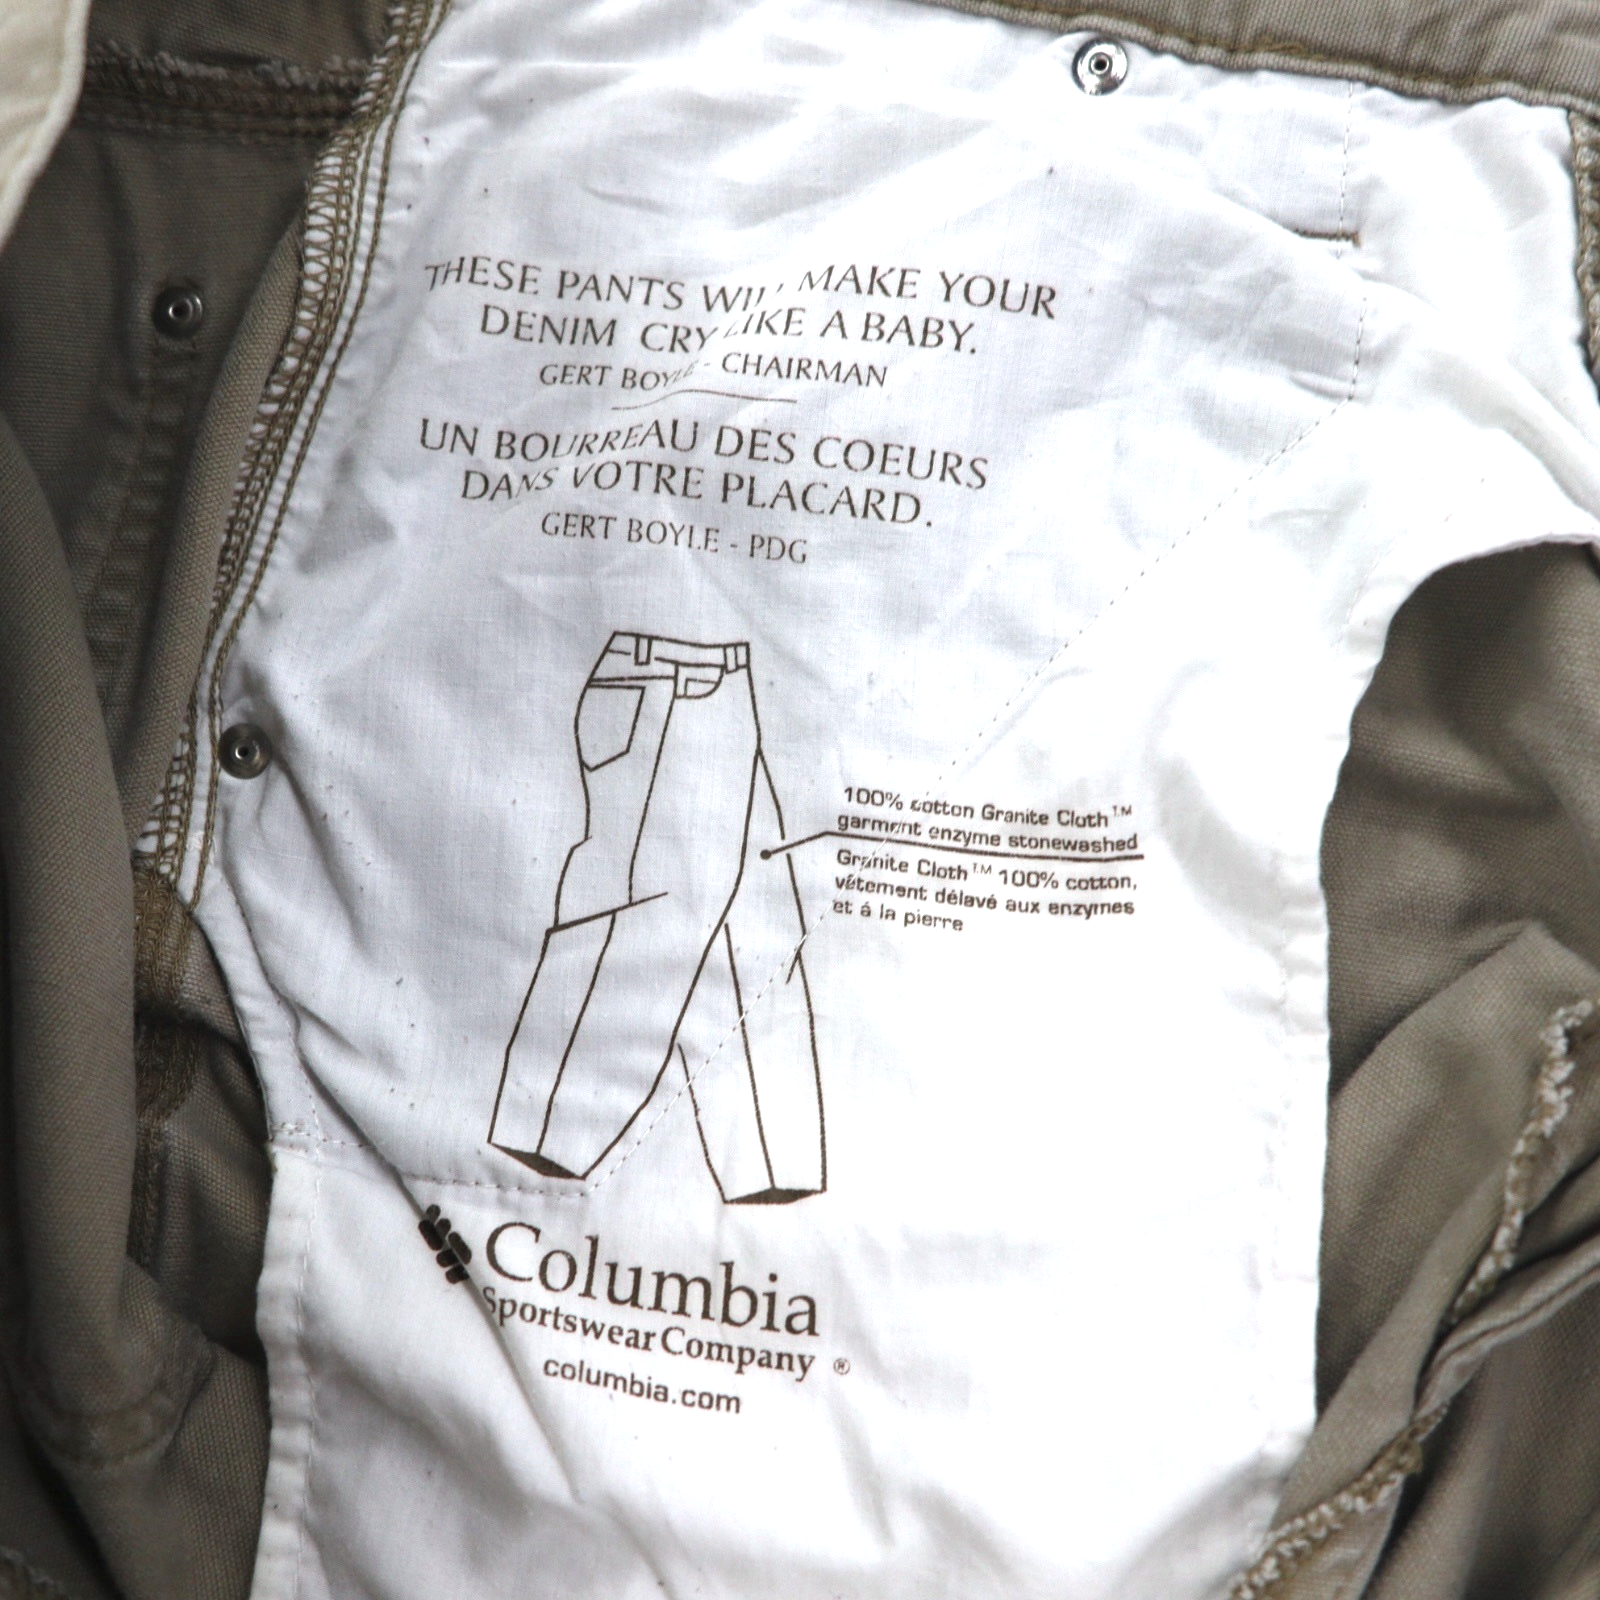 THESE PANTS WILL MAKE YOUR
DENIM CRY LIKE A BABY.
GERT BOYLE - CHAIRMAN
UN BOURREAU DES COEURS
DANS VOTRE PLACARD.
GERT BOYLE - PDG
100% cotton Granite Cloth™
garment enzyme stonewashed
Granite Cloth™ 100% cotton,
vêtement délavé aux enzymes
et á la pierre
Columbia
Sportswear Company ®
columbia.com